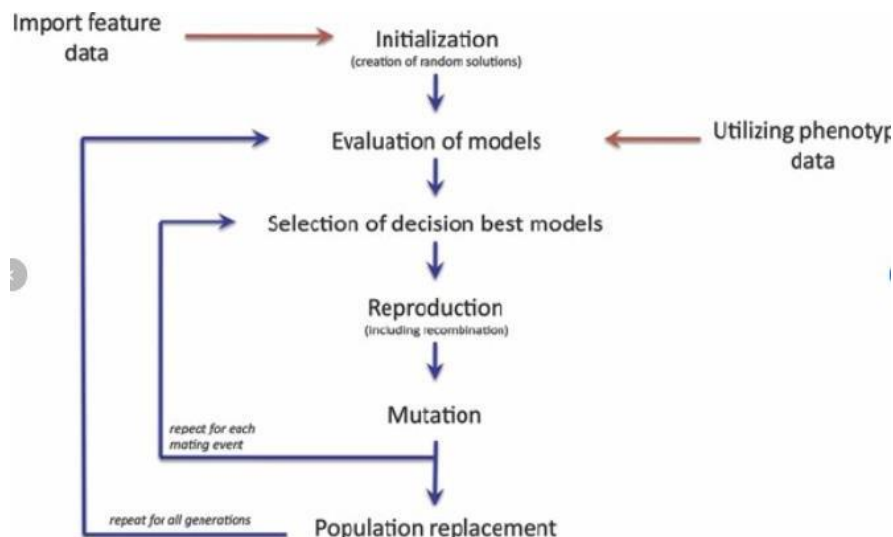 Import feature
data
Initialization
(creation of random solutions)
Evaluation of models
Utilizing phenotyp
data
Selection of decision best models
Reproduction
(including recombination)
Mutation
repeat for each
mating event
repeat for all generations
Population replacement